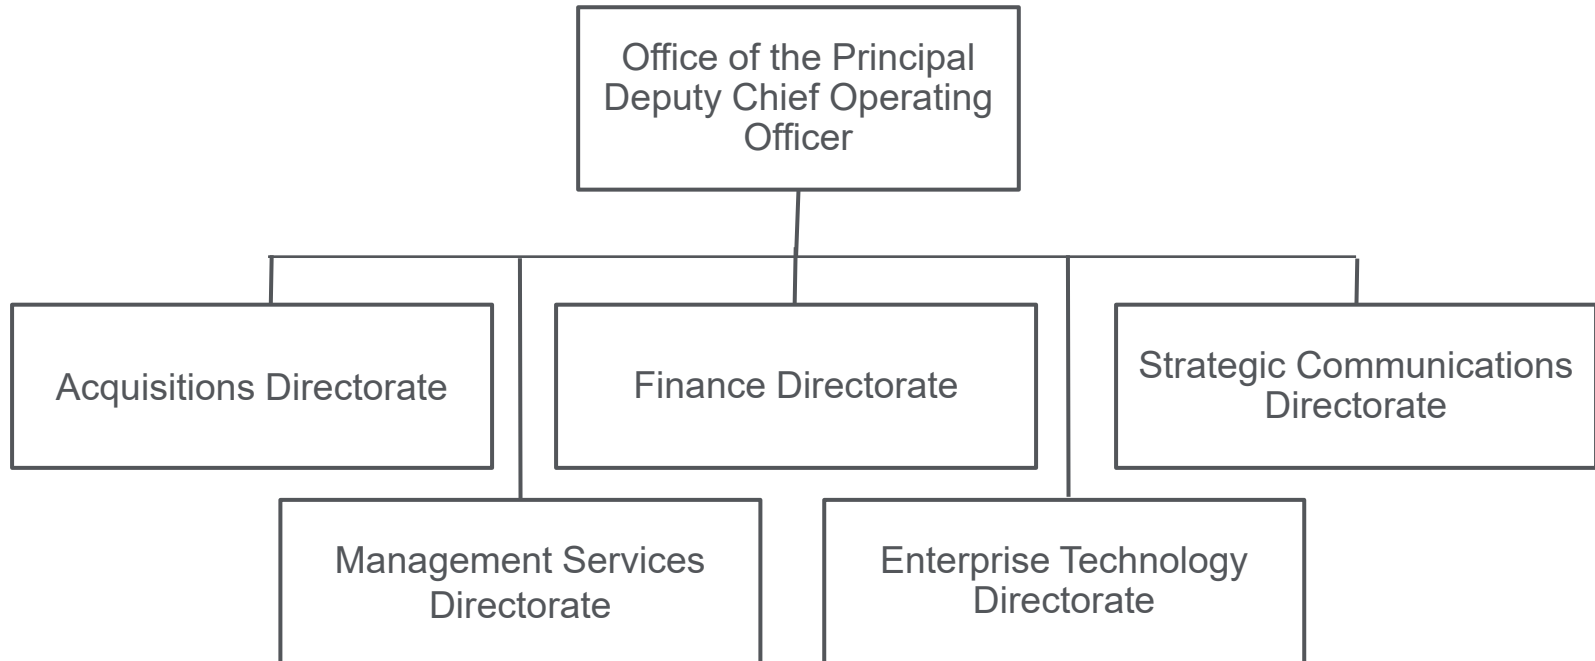 Office of the Principal
Deputy Chief Operating
Officer
Acquisitions Directorate
Finance Directorate
Strategic Communications
Directorate
Management Services
Directorate
Enterprise Technology
Directorate